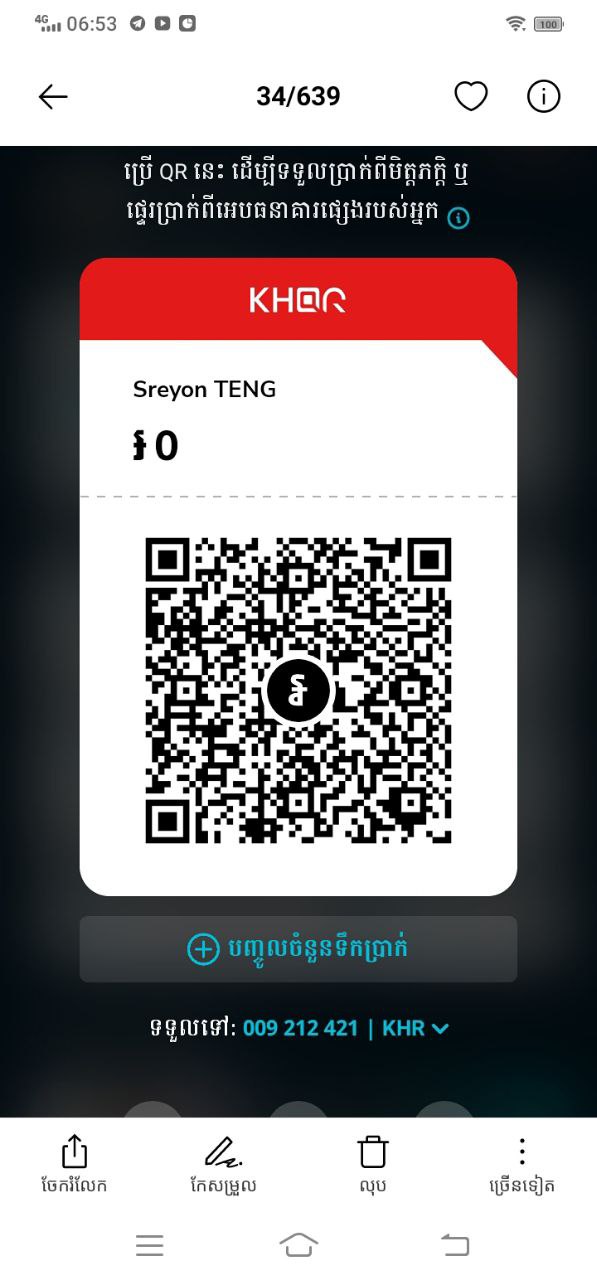 4G 06:53 100
34/639
ប្រើ QR នេះ ដើម្បីទទួលប្រាក់ពីមិត្តភក្តិ ឬ
ផ្ទេរប្រាក់ពីអេបធនាគារផ្សេងរបស់អ្នក
KHQR
Sreyon TENG
៛ 0
៛
បញ្ចូលចំនួនទឹកប្រាក់
ទទួលទៅ: 009 212 421 | KHR
ចែករំលែក កែសម្រួល លុប ច្រើនទៀត